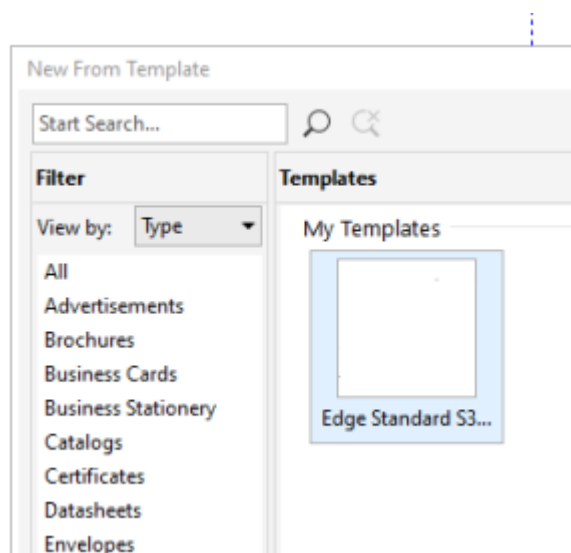 New From Template
Start Search...
Filter
View by: Type
All
Advertisements
Brochures
Business Cards
Business Stationery
Catalogs
Certificates
Datasheets
Envelopes
Templates
My Templates
Edge Standard S3...